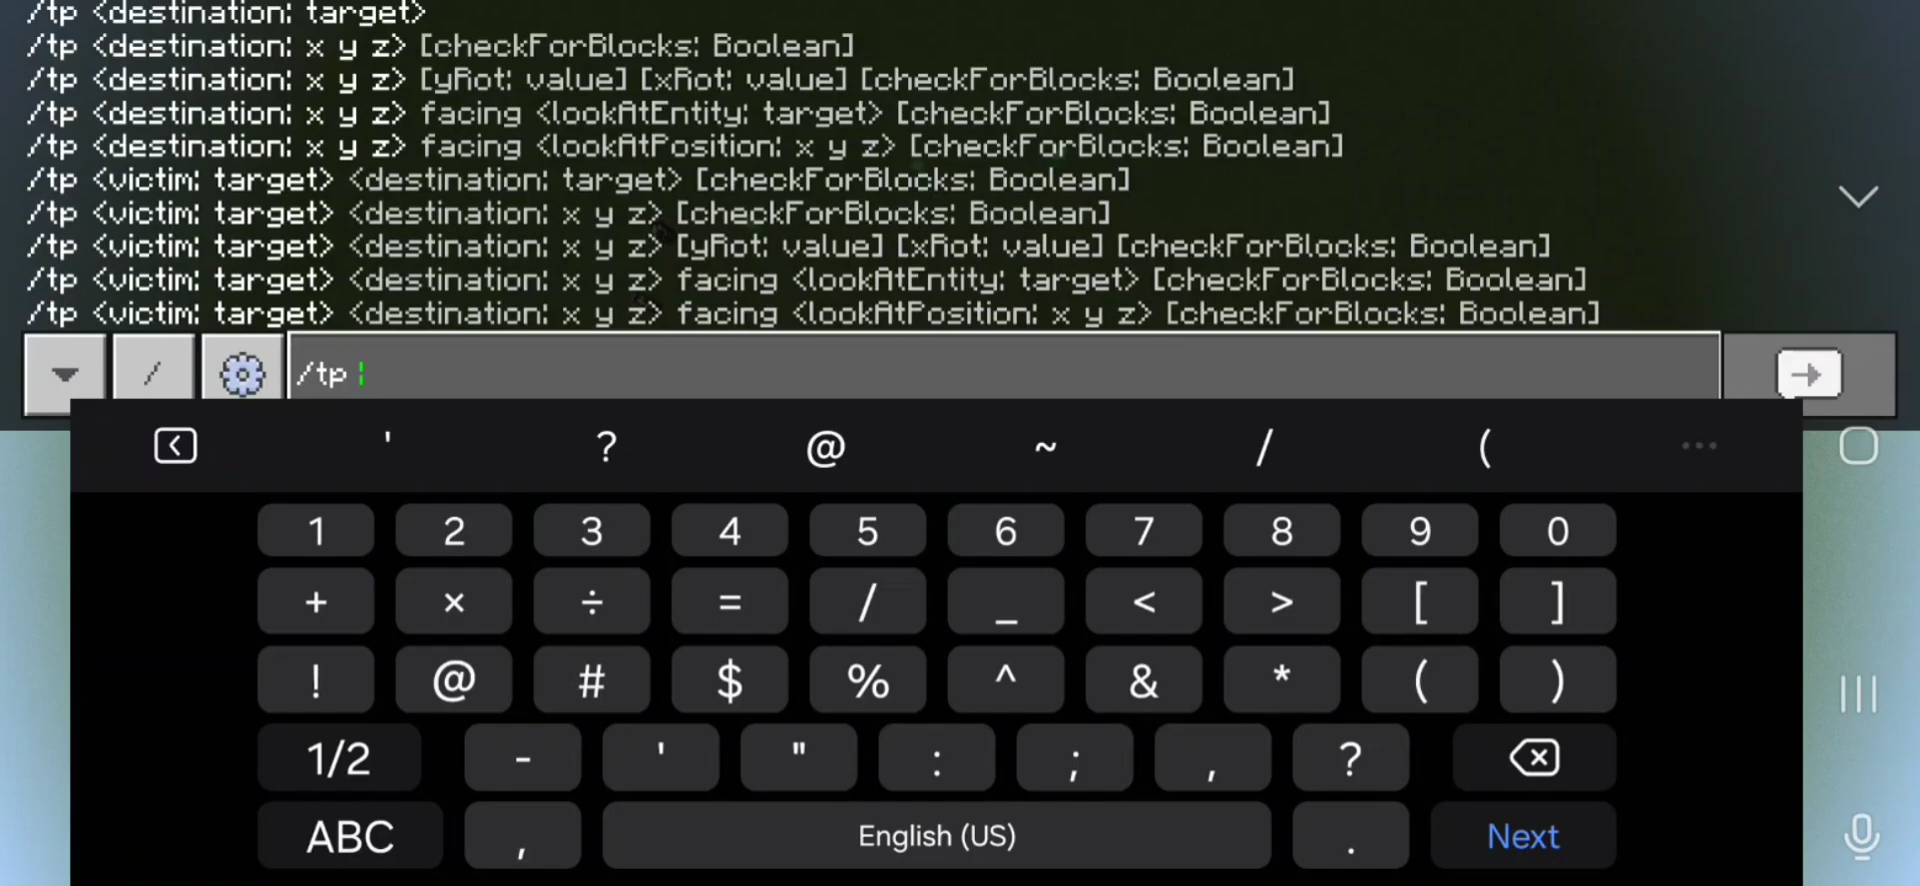 /tp <destination: target>
/tp <destination: x y z> [checkForBlocks: Boolean]
/tp <destination: x y z> [yRot: value] [xRot: value] [checkForBlocks: Boolean]
/tp <destination: x y z> facing <lookAtEntity: target> [checkForBlocks: Boolean]
/tp <destination: x y z> facing <lookAtPosition: x y z> [checkForBlocks: Boolean]
/tp <victim: target> <destination: target> [checkForBlocks: Boolean]
/tp <victim: target> <destination: x y z> [checkForBlocks: Boolean]
/tp <victim: target> <destination: x y z> [yRot: value] [xRot: value] [checkForBlocks: Boolean]
/tp <victim: target> <destination: x y z> facing <lookAtEntity: target> [checkForBlocks: Boolean]
/tp <victim: target> <destination: x y z> facing <lookAtPosition: x y z> [checkForBlocks: Boolean]
/ /tp
' ? @ ~ / ( ...
1 2 3 4 5 6 7 8 9 0
+ × ÷ = / _ < > [ ]
! @ # $ % ^ & * ( )
1/2 - ' " : ; , ?
ABC , English (US) . Next